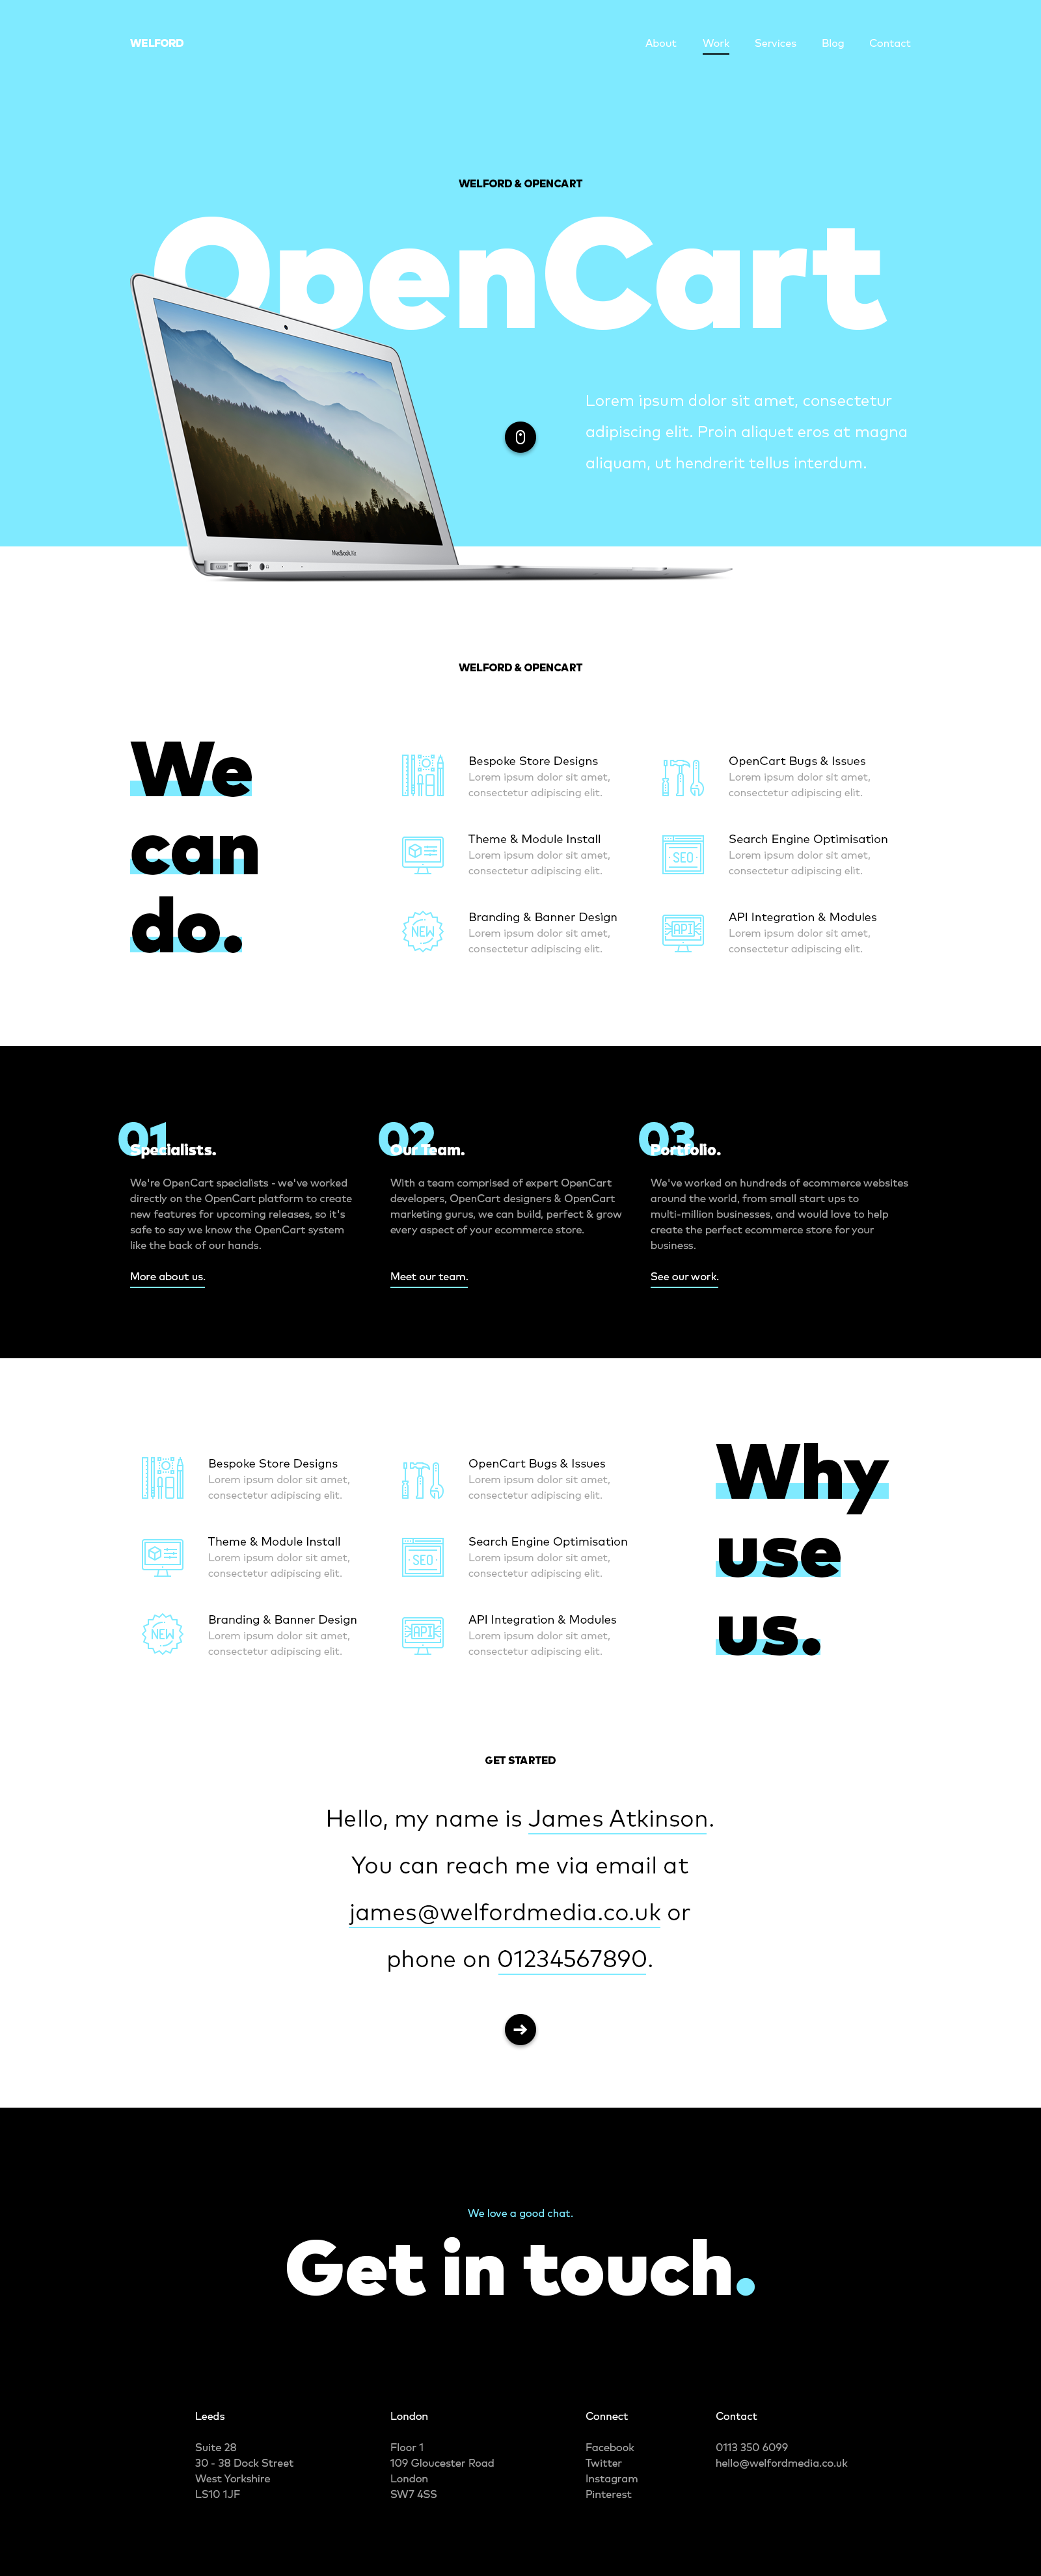 WELFORD
About Work Services Blog Contact
WELFORD & OPENCART
OpenCart
Lorem ipsum dolor sit amet, consectetur
adipiscing elit. Proin aliquet eros at magna
aliquam, ut hendrerit tellus interdum.
MacBook Air
WELFORD & OPENCART
We
can
do.
Bespoke Store Designs
Lorem ipsum dolor sit amet,
consectetur adipiscing elit.
OpenCart Bugs & Issues
Lorem ipsum dolor sit amet,
consectetur adipiscing elit.
Theme & Module Install
Lorem ipsum dolor sit amet,
consectetur adipiscing elit.
SEO
Search Engine Optimisation
Lorem ipsum dolor sit amet,
consectetur adipiscing elit.
NEW
Branding & Banner Design
Lorem ipsum dolor sit amet,
consectetur adipiscing elit.
API
API Integration & Modules
Lorem ipsum dolor sit amet,
consectetur adipiscing elit.
01
Specialists.
We're OpenCart specialists - we've worked
directly on the OpenCart platform to create
new features for upcoming releases, so it's
safe to say we know the OpenCart system
like the back of our hands.
More about us.
02
Our Team.
With a team comprised of expert OpenCart
developers, OpenCart designers & OpenCart
marketing gurus, we can build, perfect & grow
every aspect of your ecommerce store.
Meet our team.
03
Portfolio.
We've worked on hundreds of ecommerce websites
around the world, from small start ups to
multi-million businesses, and would love to help
create the perfect ecommerce store for your
business.
See our work.
Bespoke Store Designs
Lorem ipsum dolor sit amet,
consectetur adipiscing elit.
OpenCart Bugs & Issues
Lorem ipsum dolor sit amet,
consectetur adipiscing elit.
Theme & Module Install
Lorem ipsum dolor sit amet,
consectetur adipiscing elit.
SEO
Search Engine Optimisation
Lorem ipsum dolor sit amet,
consectetur adipiscing elit.
NEW
Branding & Banner Design
Lorem ipsum dolor sit amet,
consectetur adipiscing elit.
API
API Integration & Modules
Lorem ipsum dolor sit amet,
consectetur adipiscing elit.
Why
use
us.
GET STARTED
Hello, my name is James Atkinson.
You can reach me via email at
james@welfordmedia.co.uk or
phone on 01234567890.
We love a good chat.
Get in touch.
Leeds
Suite 28
30 - 38 Dock Street
West Yorkshire
LS10 1JF
London
Floor 1
109 Gloucester Road
London
SW7 4SS
Connect
Facebook
Twitter
Instagram
Pinterest
Contact
0113 350 6099
hello@welfordmedia.co.uk